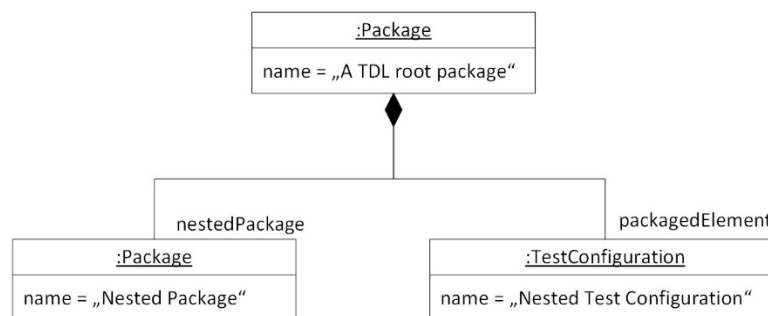 :Package
name = „A TDL root package“
nestedPackage
packagedElement
:Package
:TestConfiguration
name = „Nested Package“
name = „Nested Test Configuration“